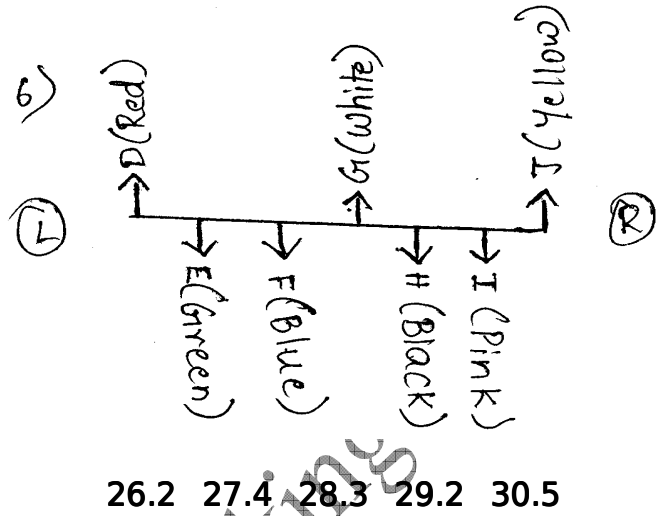 6)
D(Red)
G(White)
J(Yellow)
L
R
E(Green)
F(Blue)
H(Black)
I(Pink)
26.2 27.4 28.3 29.2 30.5